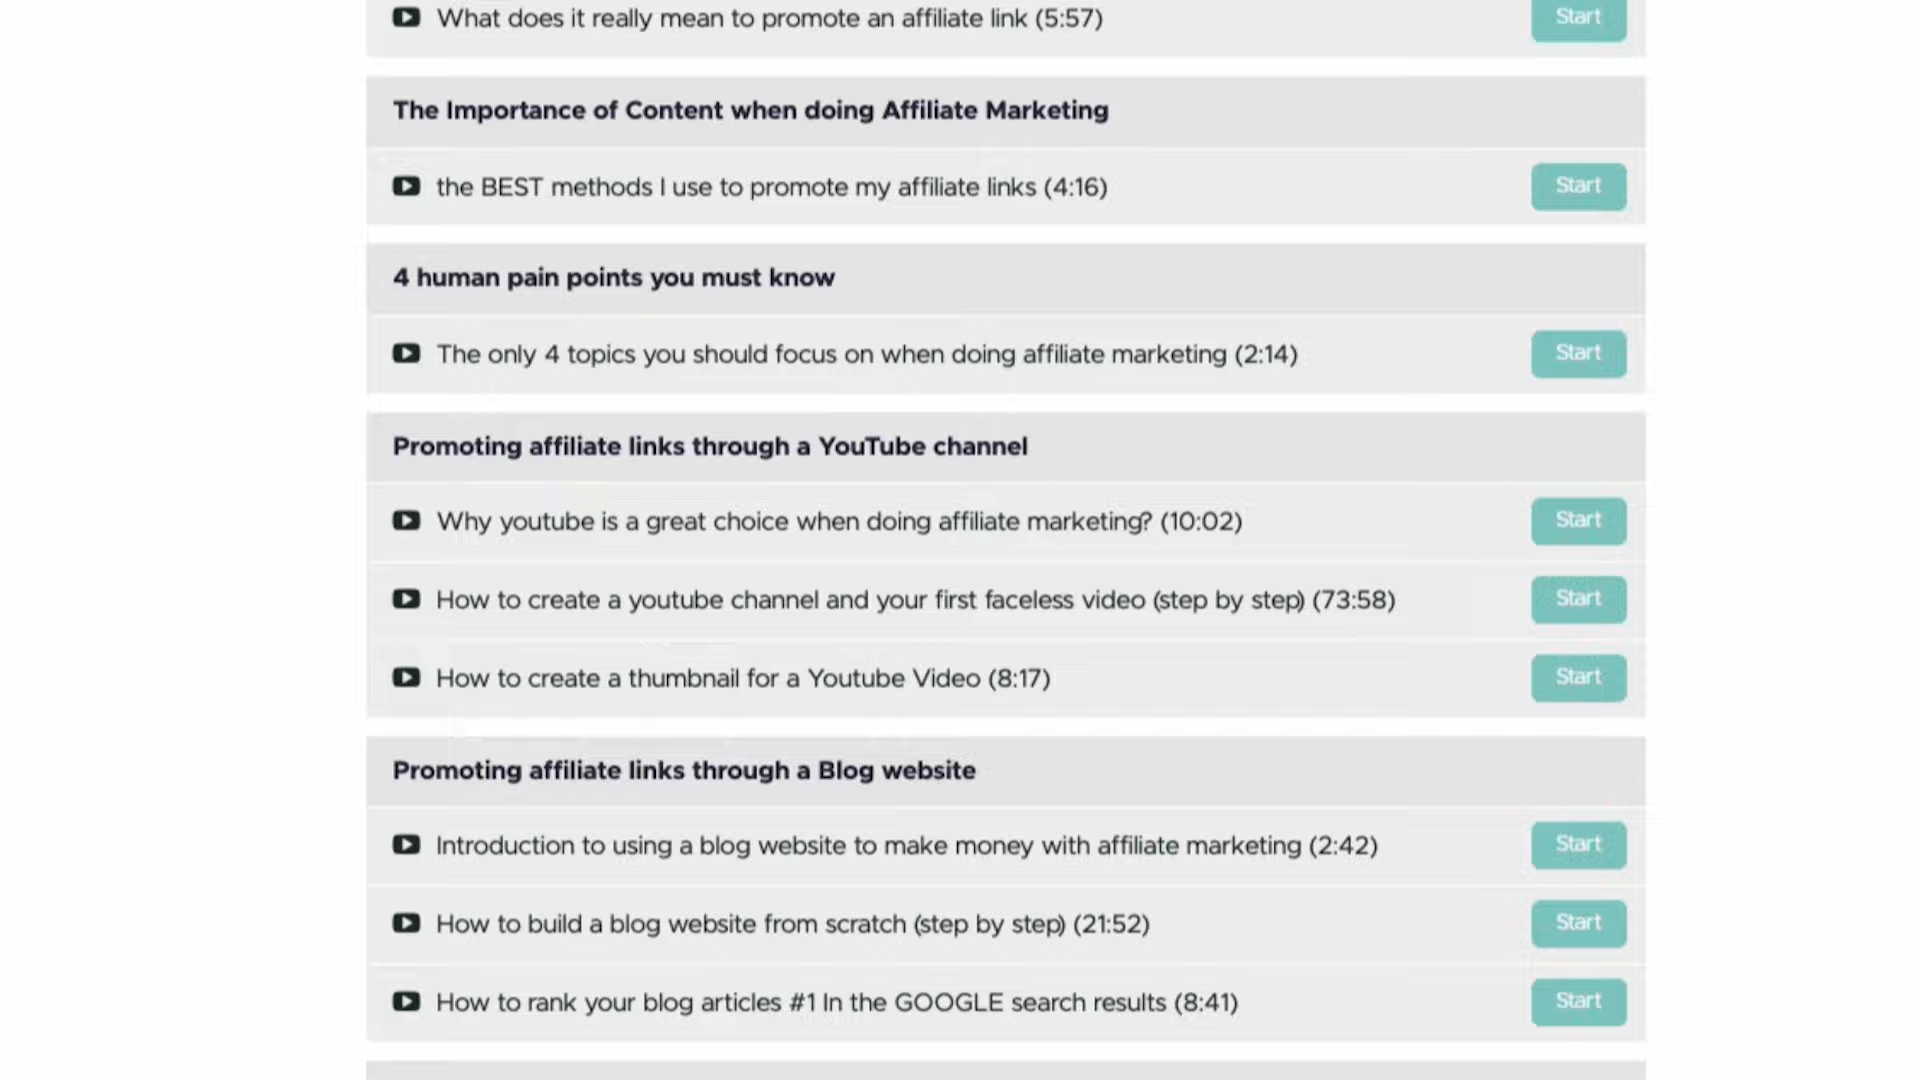 What does it really mean to promote an affiliate link (5:57)
Start
The Importance of Content when doing Affiliate Marketing
the BEST methods I use to promote my affiliate links (4:16)
Start
4 human pain points you must know
The only 4 topics you should focus on when doing affiliate marketing (2:14)
Start
Promoting affiliate links through a YouTube channel
Why youtube is a great choice when doing affiliate marketing? (10:02)
Start
How to create a youtube channel and your first faceless video (step by step) (73:58)
Start
How to create a thumbnail for a Youtube Video (8:17)
Start
Promoting affiliate links through a Blog website
Introduction to using a blog website to make money with affiliate marketing (2:42)
Start
How to build a blog website from scratch (step by step) (21:52)
Start
How to rank your blog articles #1 In the GOOGLE search results (8:41)
Start